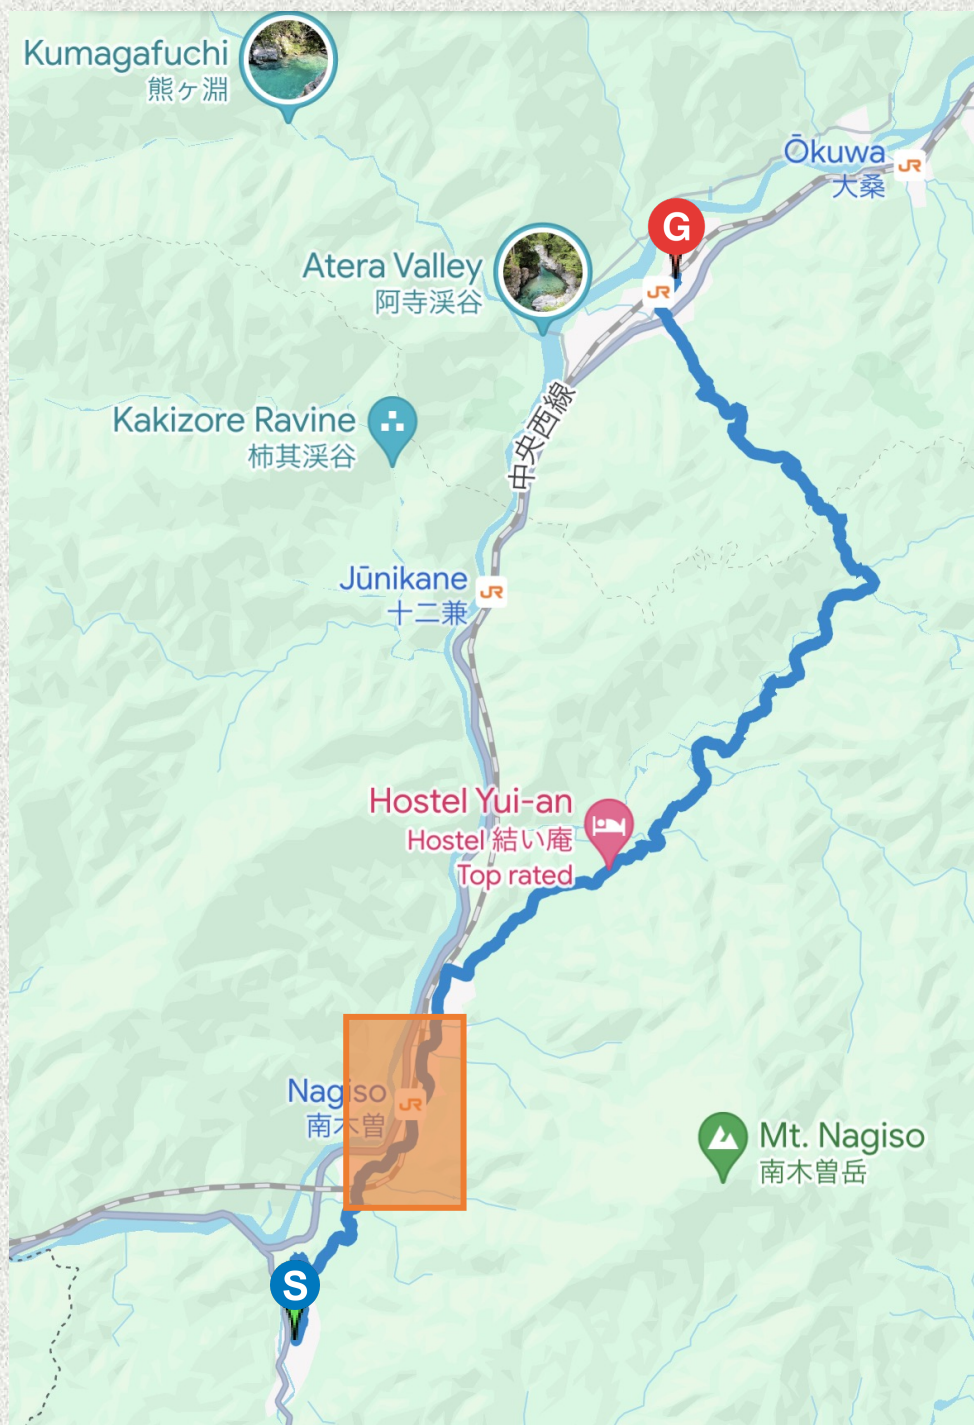 Kumagafuchi
熊ヶ淵
Ōkuwa
大桑
JR
G
Atera Valley
阿寺渓谷
JR
中央西線
Kakizore Ravine
柿其渓谷
Jūnikane
十二兼
JR
Hostel Yui-an
Hostel 結い庵
Top rated
Nagiso
南木曽
JR
Mt. Nagiso
南木曽岳
S